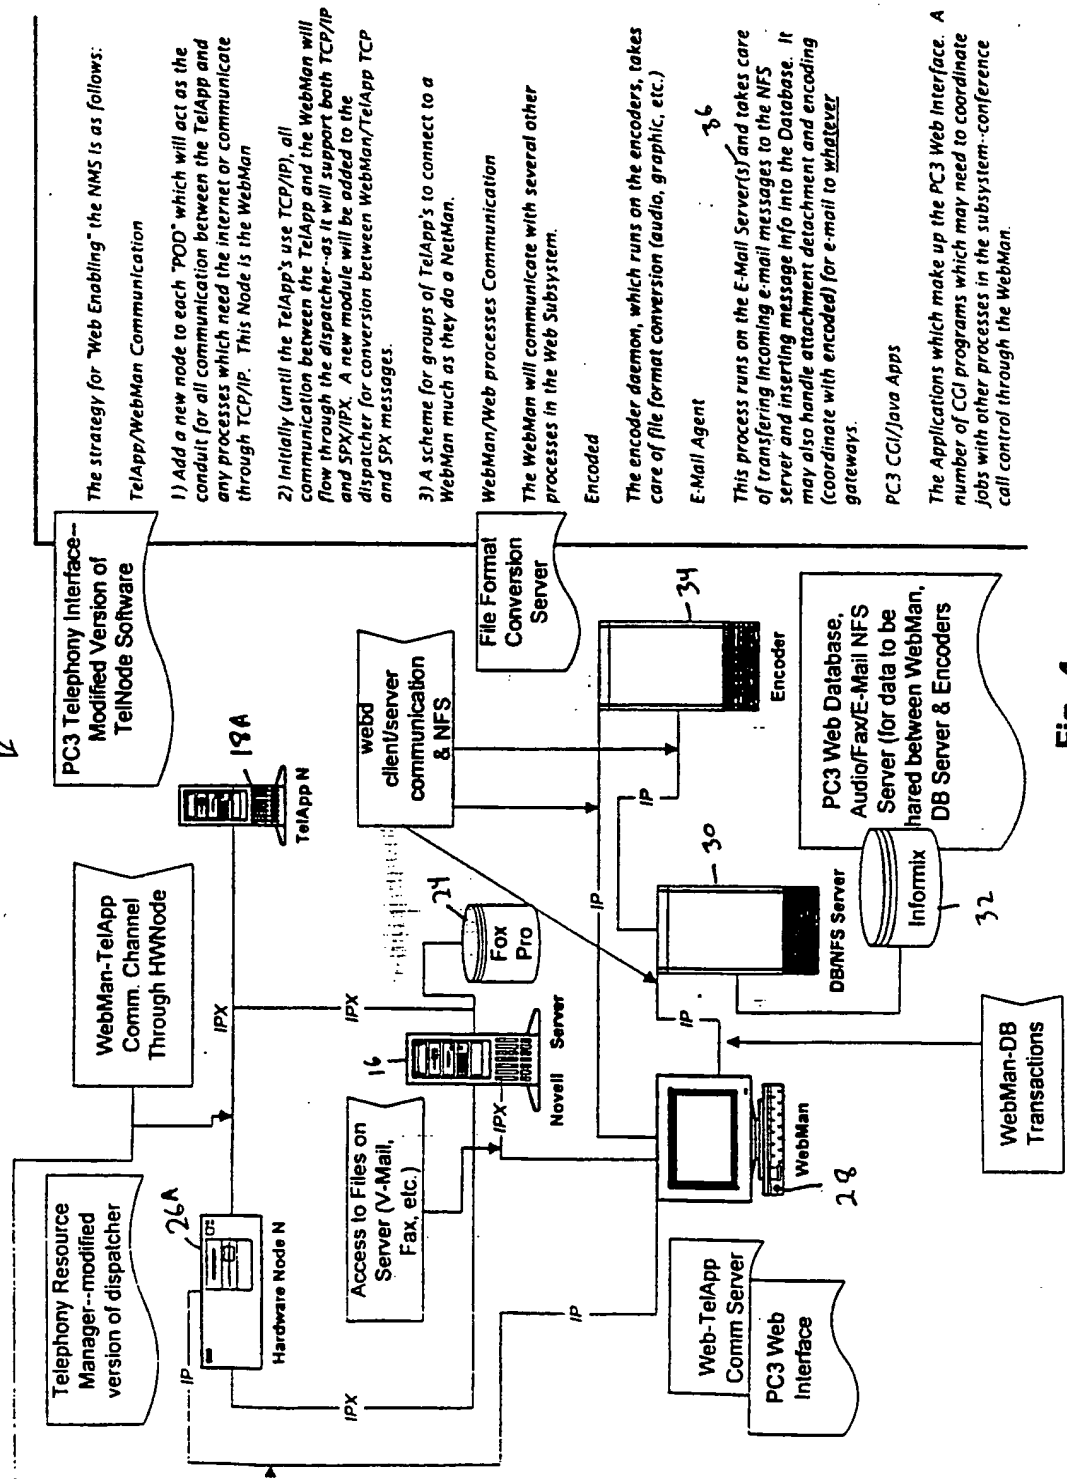 Telephony Resource
Manager--modified
version of dispatcher
WebMan-TelApp
Comm. Channel
Through HVNode
PC3 Telephony Interface--
Modified Version of
TelNode Software
26A
Hardware Node N
IP
IPX
IPX
18A
TelApp N
IPX
Access to Files on
Server (V-Mail,
Fax, etc.)
16
Novell Server
IPX
24
Fox
Pro
webd
client/server
communication
& NFS
File Format
Conversion
Server
IP
IP
IP
IP
Web-TelApp
Comm Server
PC3 Web
Interface
WebMan
28
30
DB/NFS Server
34
Encoder
Informix
32
WebMan-DB
Transactions
PC3 Web Database,
Audio/Fax/E-Mail NFS
Server (for data to be
hared between WebMan,
DB Server & Encoders
The strategy for "Web Enabling" the NMS is as follows:
TelApp/WebMan Communication
1) Add a new node to each "POD" which will act as the
conduit for all communication between the TelApp and
any processes which need the internet or communicate
through TCP/IP. This Node is the WebMan
2) Initially (until the TelApp's use TCP/IP), all
communication between the TelApp and the WebMan will
flow through the dispatcher--as it will support both TCP/IP
and SPX/IPX. A new module will be added to the
dispatcher for conversion between WebMan/TelApp TCP
and SPX messages.
3) A scheme for groups of TelApp's to connect to a
WebMan much as they do a NetMan.
WebMan/Web processes Communication
The WebMan will communicate with several other
processes in the Web Subsystem.
Encoded
The encoder daemon, which runs on the encoders, takes
care of file format conversion (audio, graphic, etc.)
E-Mail Agent
36
This process runs on the E-Mail Server(s) and takes care
of transfering incoming e-mail messages to the NFS
server and inserting message info into the Database. It
may also handle attachment detachment and encoding
(coordinate with encoded) for e-mail to whatever
gateways.
PC3 CGI/Java Apps
The Applications which make up the PC3 Web Interface. A
number of CGI programs which may need to coordinate
jobs with other processes in the subsystem--conference
call control through the WebMan.